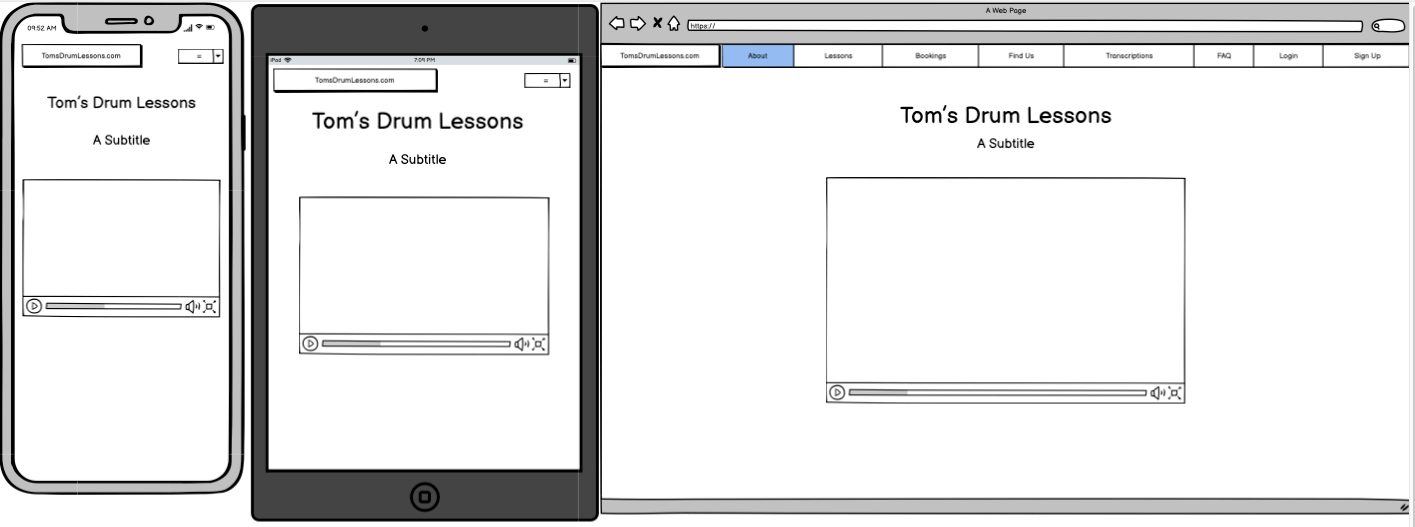 09:52 AM
TomsDrumLessons.com
=
Tom's Drum Lessons
A Subtitle
iPad
7:09 PM
TomsDrumLessons.com
=
Tom's Drum Lessons
A Subtitle
A Web Page
https://
TomsDrumLessons.com About Lessons Bookings Find Us Transcriptions FAQ Login Sign Up
Tom's Drum Lessons
A Subtitle